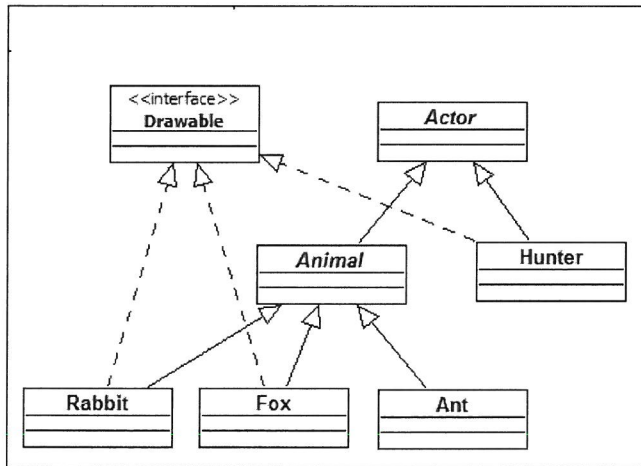 <<interface>>
Drawable
Actor
Animal
Hunter
Rabbit
Fox
Ant